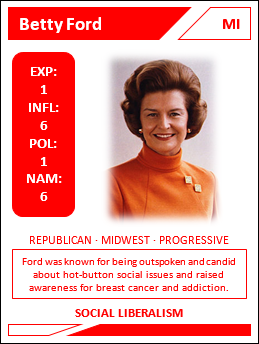 Betty Ford
MI
EXP:
1
INFL:
6
POL:
1
NAM:
6
REPUBLICAN · MIDWEST · PROGRESSIVE
Ford was known for being outspoken and candid
about hot-button social issues and raised
awareness for breast cancer and addiction.
SOCIAL LIBERALISM